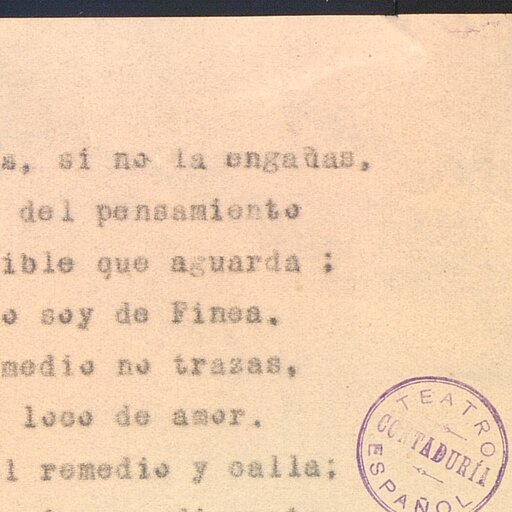 s, si no la engañas,
del pensamiento
ible que aguarda ;
o soy de Finea.
medio no trazas,
loco de amor.
l remedio y calla;
TEATRO
CONTADURÍA
ESPAÑOL